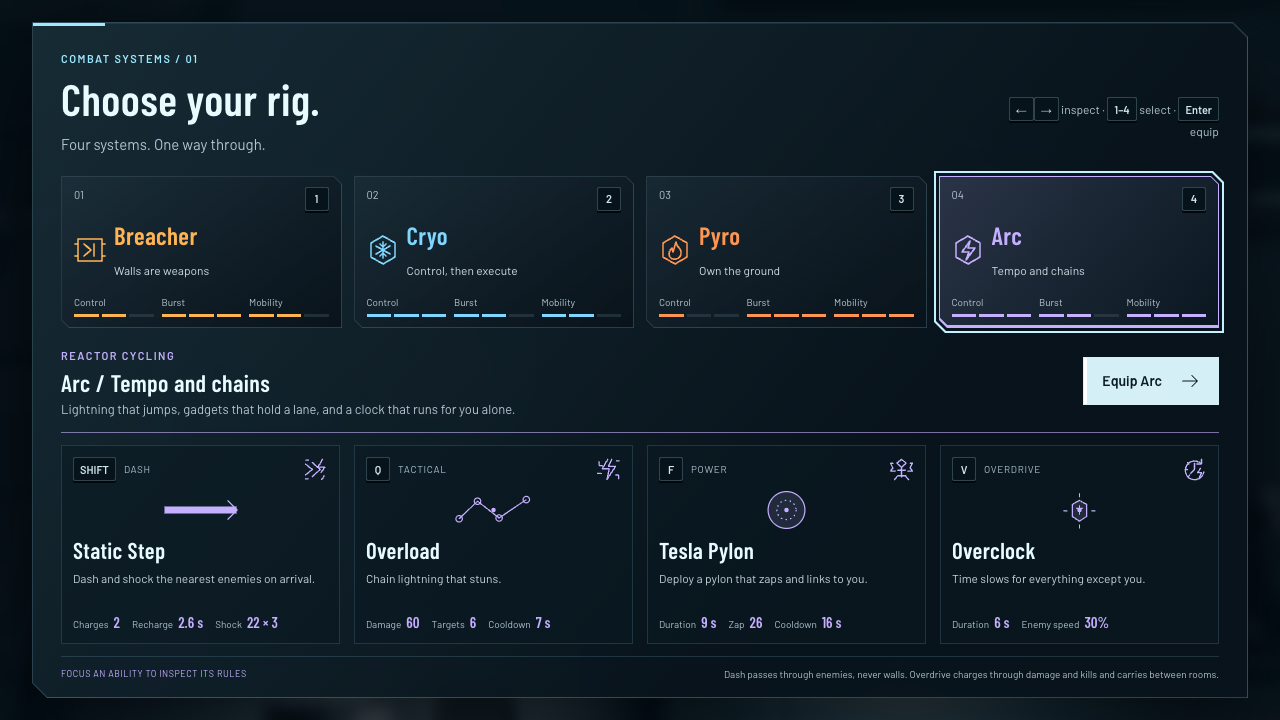 COMBAT SYSTEMS / 01
Choose your rig.
Four systems. One way through.
← → inspect · 1–4 select · Enter
equip
01
1
Breacher
Walls are weapons
Control Burst Mobility
02
2
Cryo
Control, then execute
Control Burst Mobility
03
3
Pyro
Own the ground
Control Burst Mobility
04
4
Arc
Tempo and chains
Control Burst Mobility
REACTOR CYCLING
Arc / Tempo and chains
Lightning that jumps, gadgets that hold a lane, and a clock that runs for you alone.
Equip Arc →
SHIFT DASH
Static Step
Dash and shock the nearest enemies on arrival.
Charges 2 Recharge 2.6 s Shock 22 × 3
Q TACTICAL
Overload
Chain lightning that stuns.
Damage 60 Targets 6 Cooldown 7 s
F POWER
Tesla Pylon
Deploy a pylon that zaps and links to you.
Duration 9 s Zap 26 Cooldown 16 s
V OVERDRIVE
Overclock
Time slows for everything except you.
Duration 6 s Enemy speed 30%
FOCUS AN ABILITY TO INSPECT ITS RULES
Dash passes through enemies, never walls. Overdrive charges through damage and kills and carries between rooms.